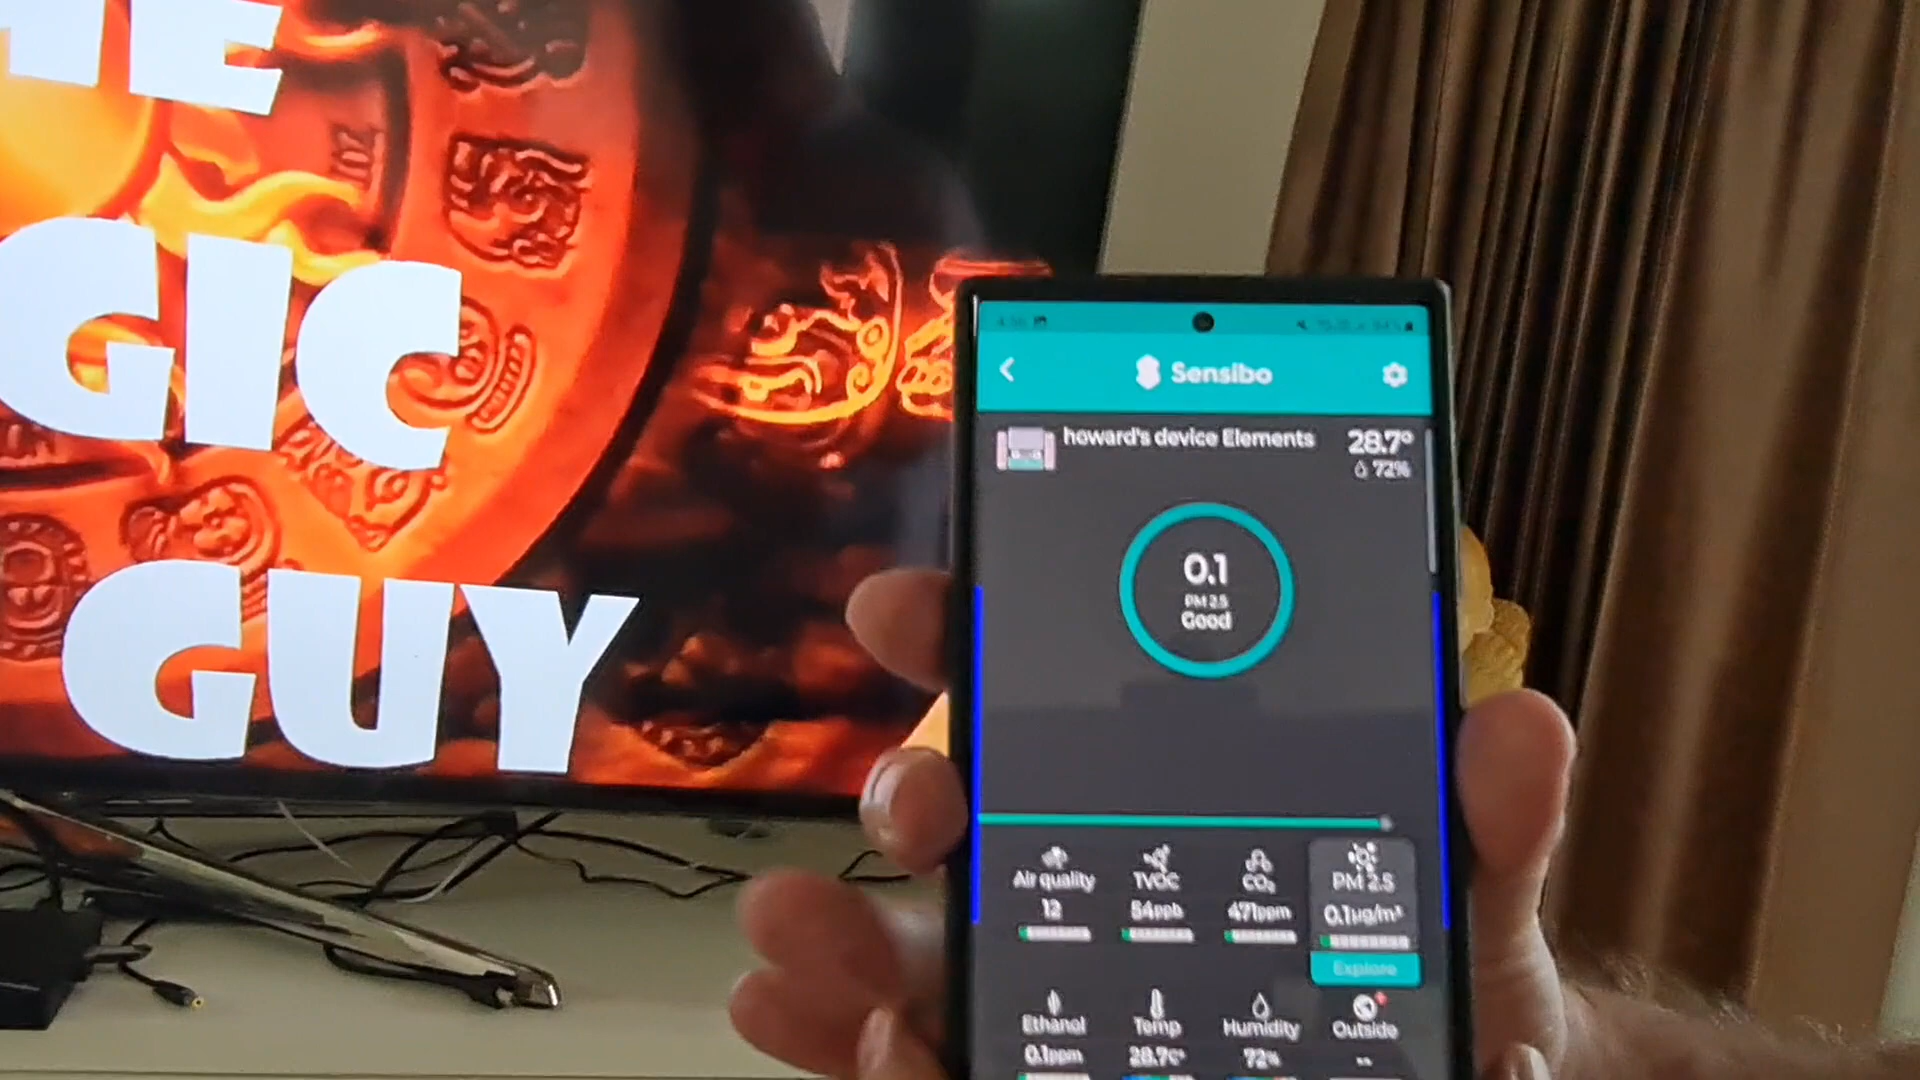 HE
GIC
GUY
Sensibo
howard's device Elements
28.7°
72%
0.1
PM 2.5
Good
Air quality
TVOC
CO₂
PM 2.5
12
54ppb
471ppm
0.1µg/m³
Explore
Ethanol
Temp
Humidity
Outside
0.1ppm
28.7C°
72%
--